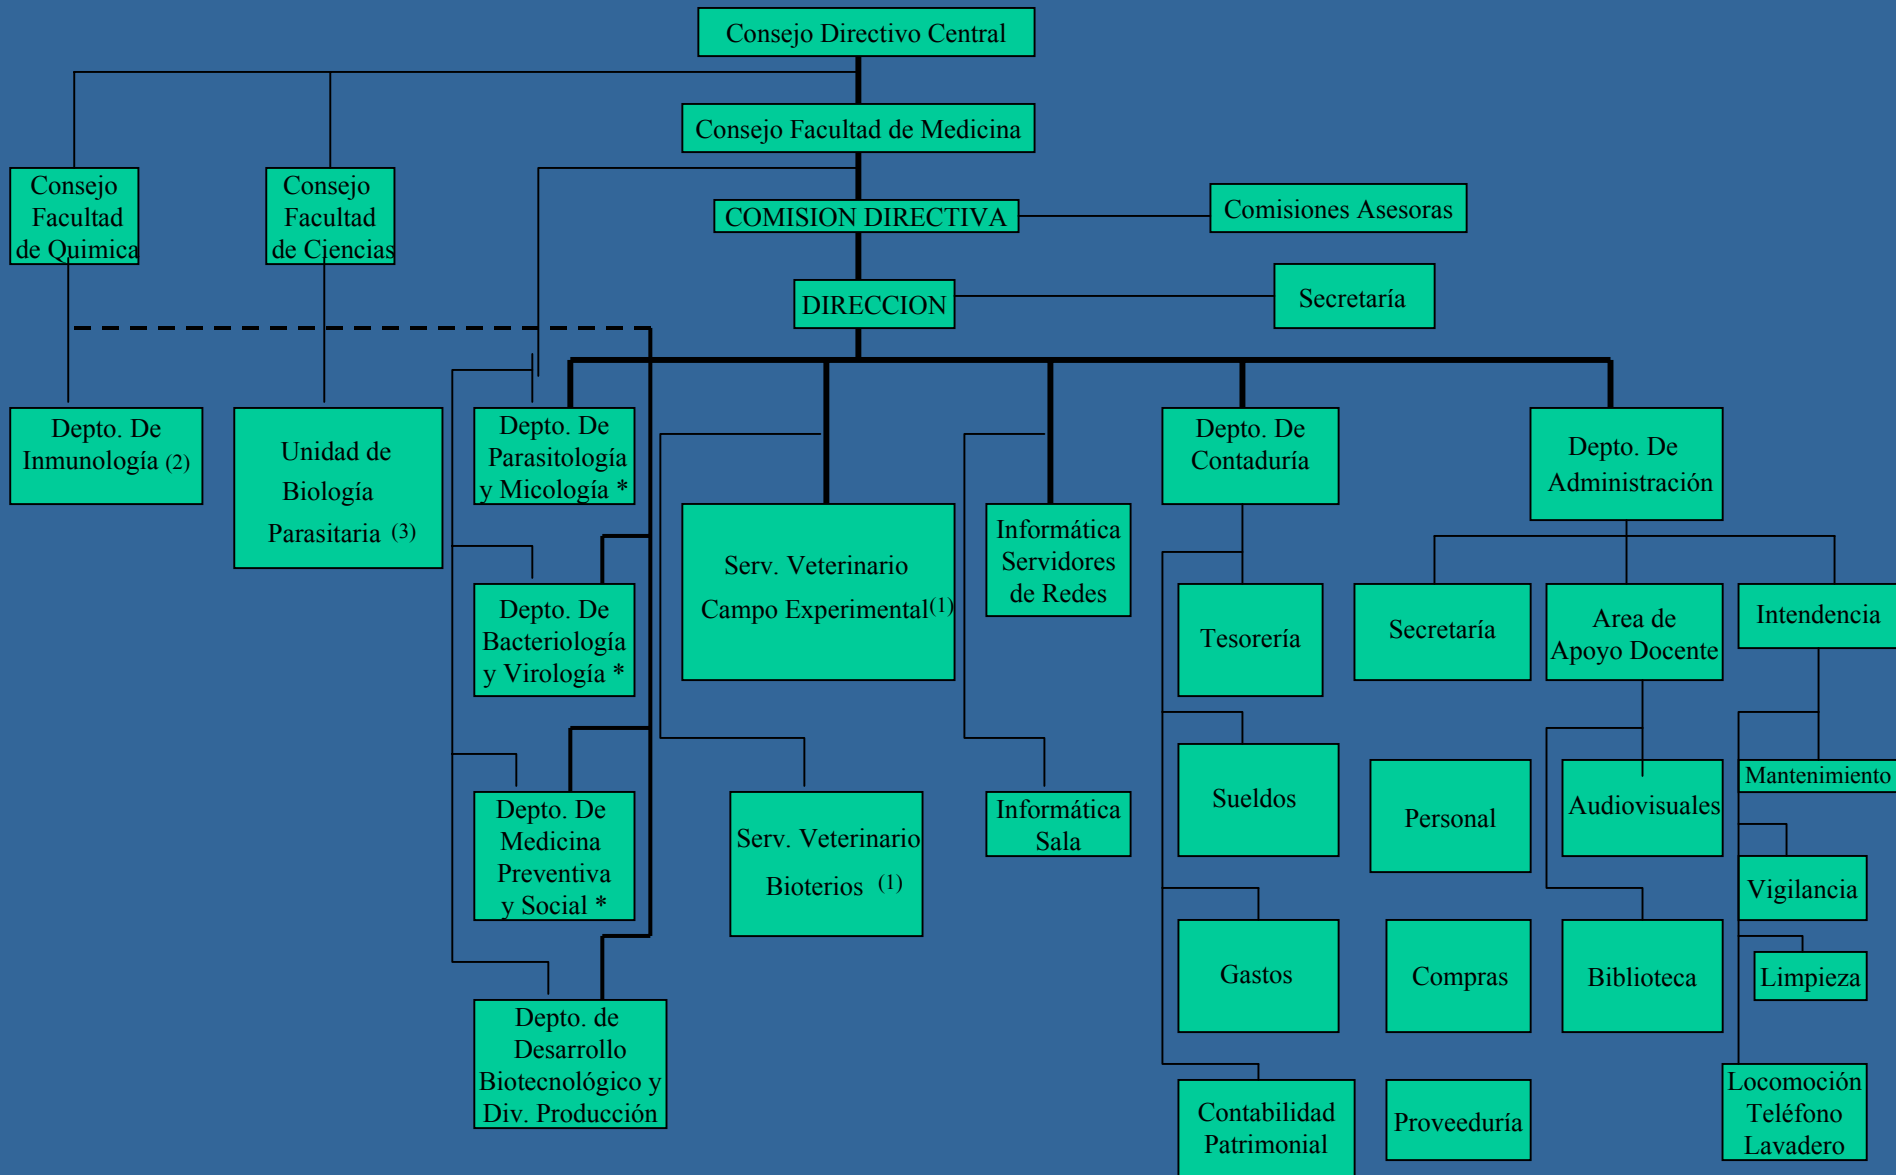 Consejo Directivo Central
Consejo Facultad de Medicina
Consejo
Facultad
de Quimica
Consejo
Facultad
de Ciencias
COMISION DIRECTIVA
Comisiones Asesoras
DIRECCION
Secretaría
Depto. De
Inmunología (2)
Unidad de
Biología
Parasitaria (3)
Depto. De
Parasitología
y Micología *
Depto. De
Contaduría
Depto. De
Administración
Serv. Veterinario
Campo Experimental(1)
Informática
Servidores
de Redes
Depto. De
Bacteriología
y Virología *
Tesorería
Secretaría
Area de
Apoyo Docente
Intendencia
Depto. De
Medicina
Preventiva
y Social *
Serv. Veterinario
Bioterios (1)
Informática
Sala
Sueldos
Personal
Audiovisuales
Mantenimiento
Vigilancia
Gastos
Compras
Biblioteca
Limpieza
Depto. de
Desarrollo
Biotecnológico y
Div. Producción
Contabilidad
Patrimonial
Proveeduría
Locomoción
Teléfono
Lavadero